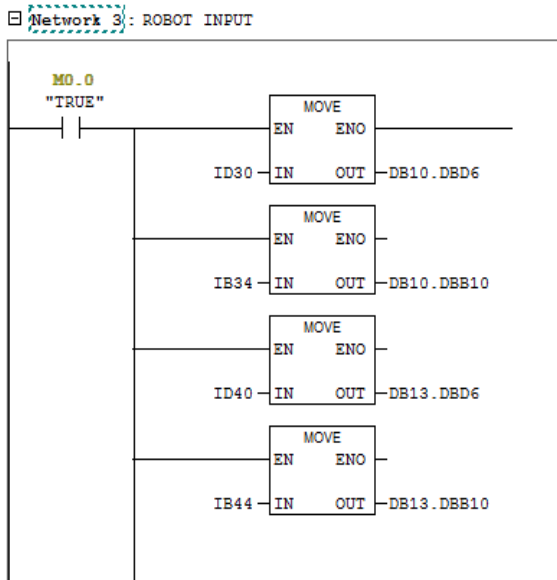 Network 3: ROBOT INPUT
M0.0
"TRUE"
MOVE
EN ENO
ID30 IN OUT DB10.DBD6
MOVE
EN ENO
IB34 IN OUT DB10.DBB10
MOVE
EN ENO
ID40 IN OUT DB13.DBD6
MOVE
EN ENO
IB44 IN OUT DB13.DBB10